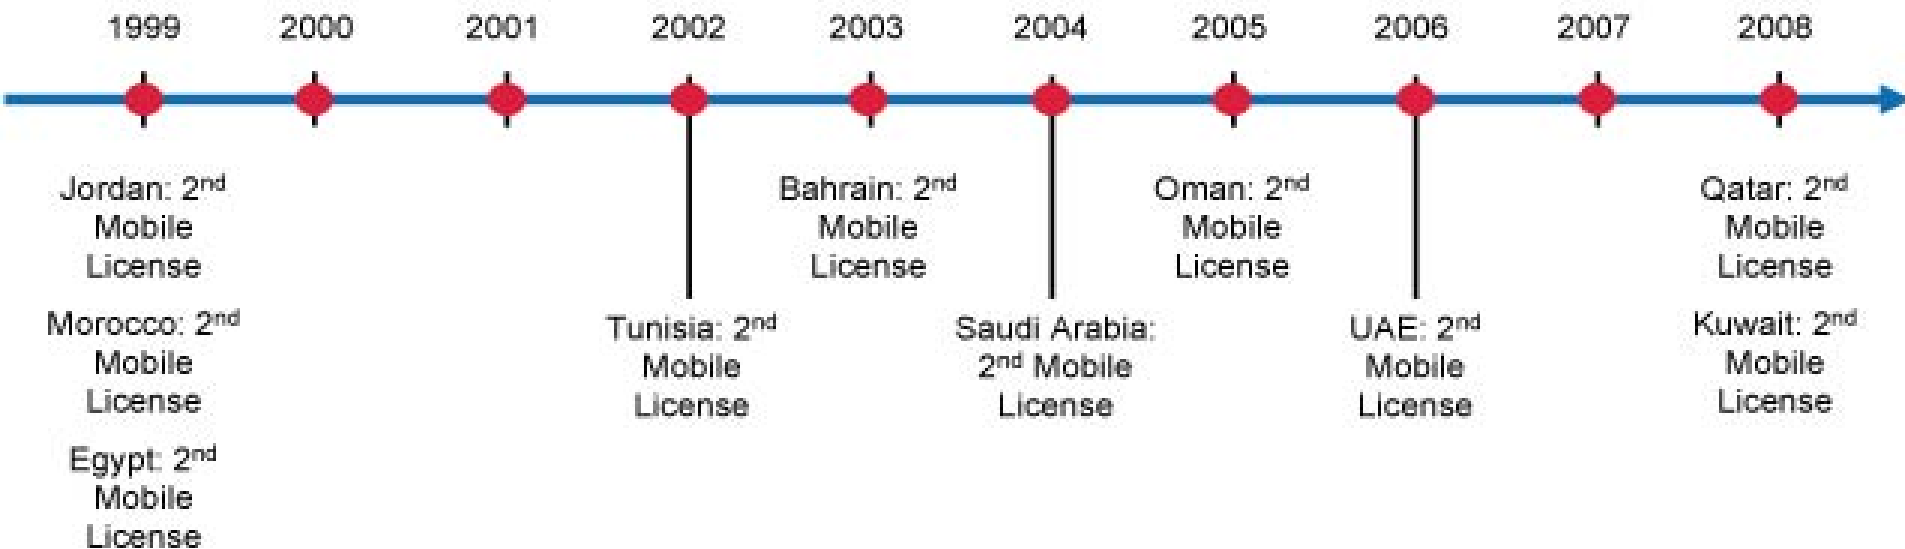 1999 2000 2001 2002 2003 2004 2005 2006 2007 2008
Jordan: 2nd
Mobile
License
Morocco: 2nd
Mobile
License
Egypt: 2nd
Mobile
License
Tunisia: 2nd
Mobile
License
Bahrain: 2nd
Mobile
License
Saudi Arabia:
2nd Mobile
License
Oman: 2nd
Mobile
License
UAE: 2nd
Mobile
License
Qatar: 2nd
Mobile
License
Kuwait: 2nd
Mobile
License